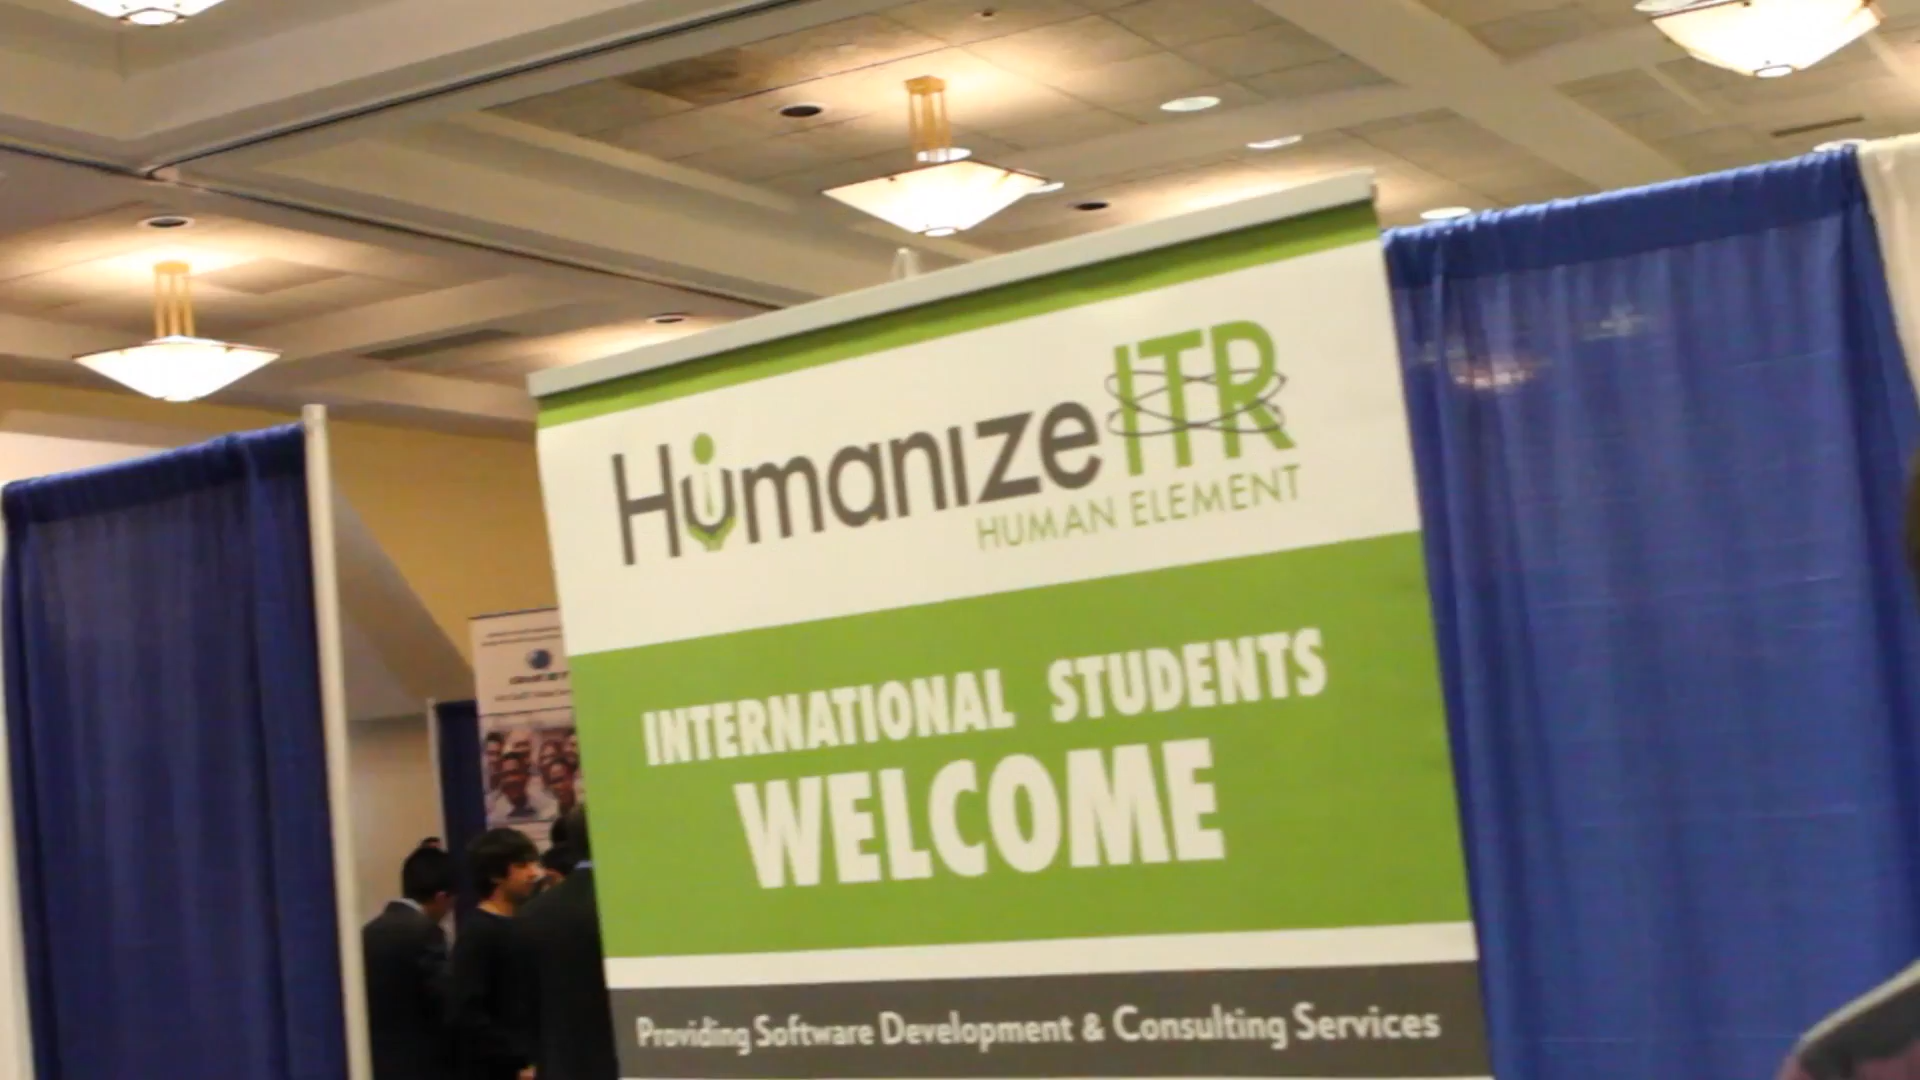 HumanizeITR
HUMAN ELEMENT
INTERNATIONAL STUDENTS
WELCOME
Providing Software Development & Consulting Services